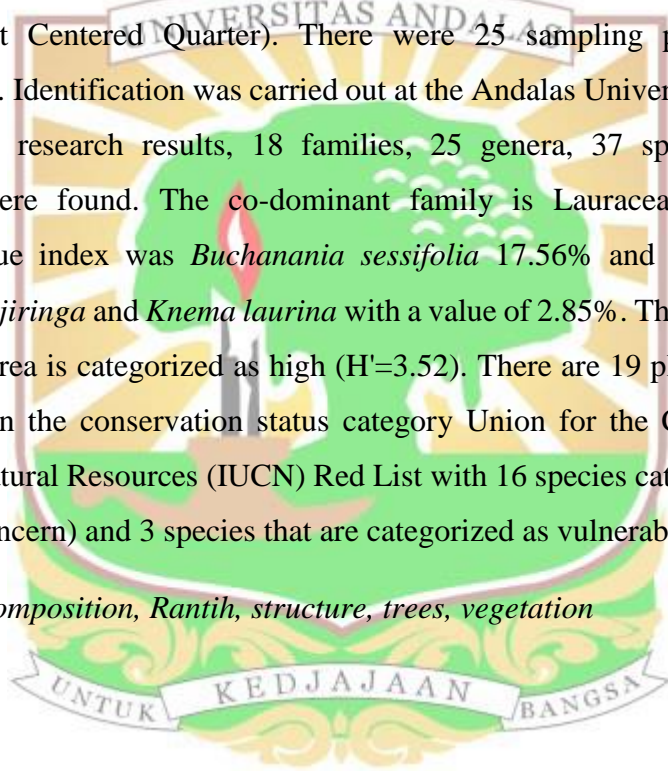 UNIVERSITAS ANDALAS
t Centered Quarter). There were 25 sampling p
. Identification was carried out at the Andalas Univer
research results, 18 families, 25 genera, 37 sp
ere found. The co-dominant family is Lauracea
ue index was Buchanania sessifolia 17.56% and
jiringa and Knema laurina with a value of 2.85%. Th
rea is categorized as high (H'=3.52). There are 19 pl
n the conservation status category Union for the C
atural Resources (IUCN) Red List with 16 species cat
ncern) and 3 species that are categorized as vulnerab
omposition, Rantih, structure, trees, vegetation
UNTUK KEDJAJAAN BANGSA